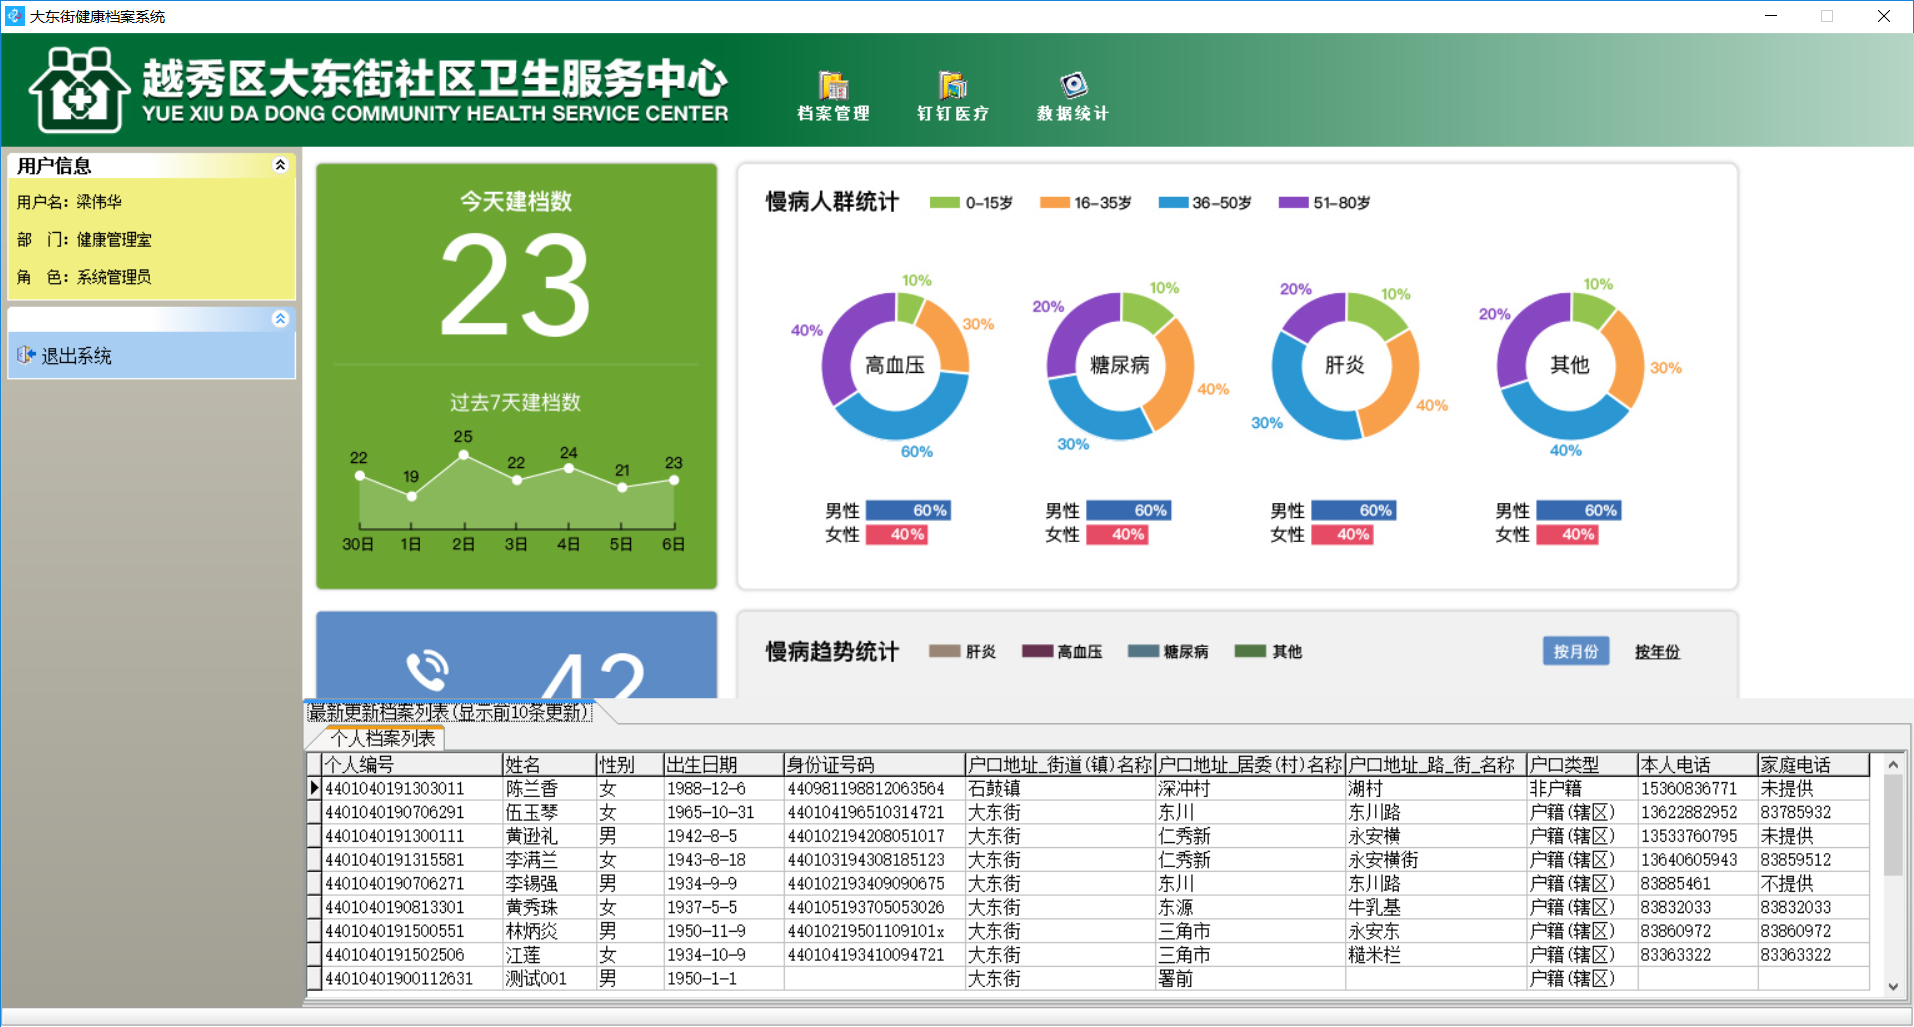 大东街健康档案系统
越秀区大东街社区卫生服务中心
YUE XIU DA DONG COMMUNITY HEALTH SERVICE CENTER
档案管理 钉钉医疗 数据统计
用户信息
用户名：梁伟华
部 门：健康管理室
角 色：系统管理员
退出系统
今天建档数
23
过去7天建档数
22 19 25 22 24 21 23
30日 1日 2日 3日 4日 5日 6日
慢病人群统计 0-15岁 16-35岁 36-50岁 51-80岁
高血压 10% 30% 60% 40%
男性 60%
女性 40%
糖尿病 10% 40% 30% 20%
男性 60%
女性 40%
肝炎 10% 40% 30% 20%
男性 60%
女性 40%
其他 10% 30% 40% 20%
男性 60%
女性 40%
42
慢病趋势统计 肝炎 高血压 糖尿病 其他 按月份 按年份
最新更新档案列表(显示前10条更新)
个人档案列表
个人编号 姓名 性别 出生日期 身份证号码 户口地址_街道(镇)名称 户口地址_居委(村)名称 户口地址_路_街_名称 户口类型 本人电话 家庭电话
4401040191303011 陈兰香 女 1988-12-6 440981198812063564 石鼓镇 深冲村 湖村 非户籍 15360836771 未提供
4401040190706291 伍玉琴 女 1965-10-31 440104196510314721 大东街 东川 东川路 户籍(辖区) 13622882952 83785932
4401040191300111 黄逊礼 男 1942-8-5 440102194208051017 大东街 仁秀新 永安横 户籍(辖区) 13533760795 未提供
4401040191315581 李满兰 女 1943-8-18 440103194308185123 大东街 仁秀新 永安横街 户籍(辖区) 13640605943 83859512
4401040190706271 李锡强 男 1934-9-9 440102193409090675 大东街 东川 东川路 户籍(辖区) 83885461 不提供
4401040190813301 黄秀珠 女 1937-5-5 440105193705053026 大东街 东源 牛乳基 户籍(辖区) 83832033 83832033
4401040191500551 林炳炎 男 1950-11-9 44010219501109101x 大东街 三角市 永安东 户籍(辖区) 83860972 83860972
4401040191502506 江莲 女 1934-10-9 440104193410094721 大东街 三角市 糙米栏 户籍(辖区) 83363322 83363322
44010401900112631 测试001 男 1950-1-1 大东街 署前 户籍(辖区)